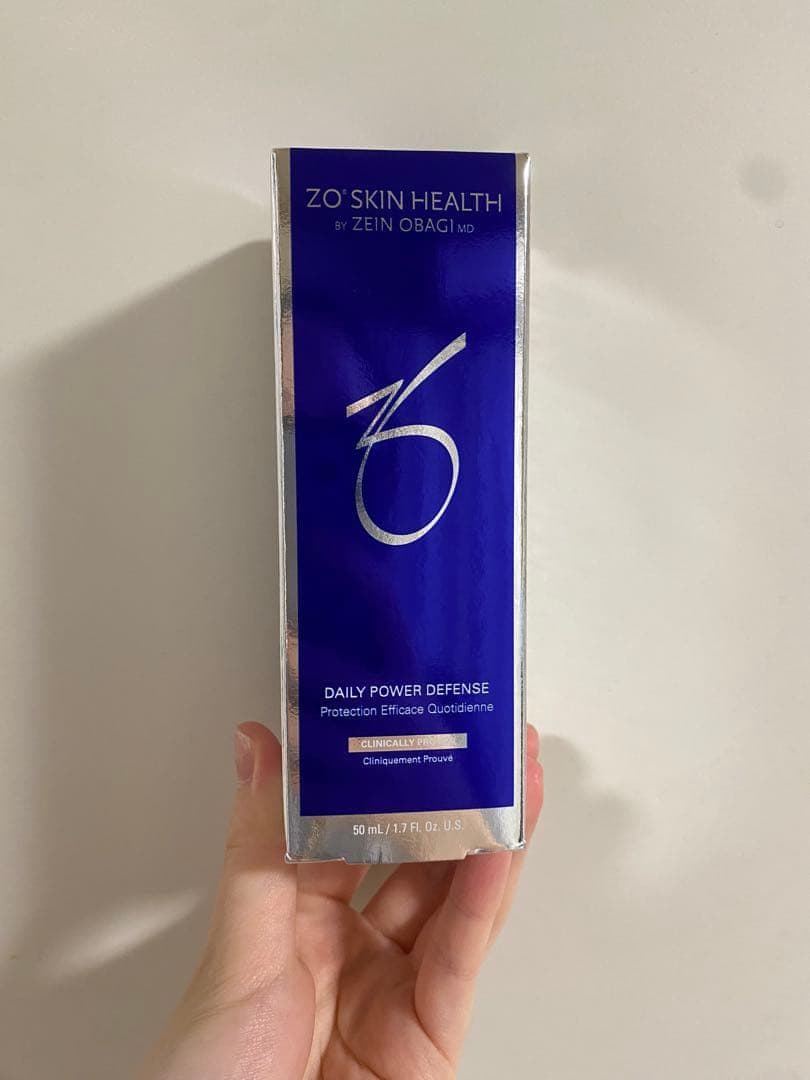 ZO® SKIN HEALTH
BY ZEIN OBAGI MD
DAILY POWER DEFENSE
Protection Efficace Quotidienne
CLINICALLY
Cliniquement Prouvé
50 mL / 1.7 Fl. Oz. U.S.